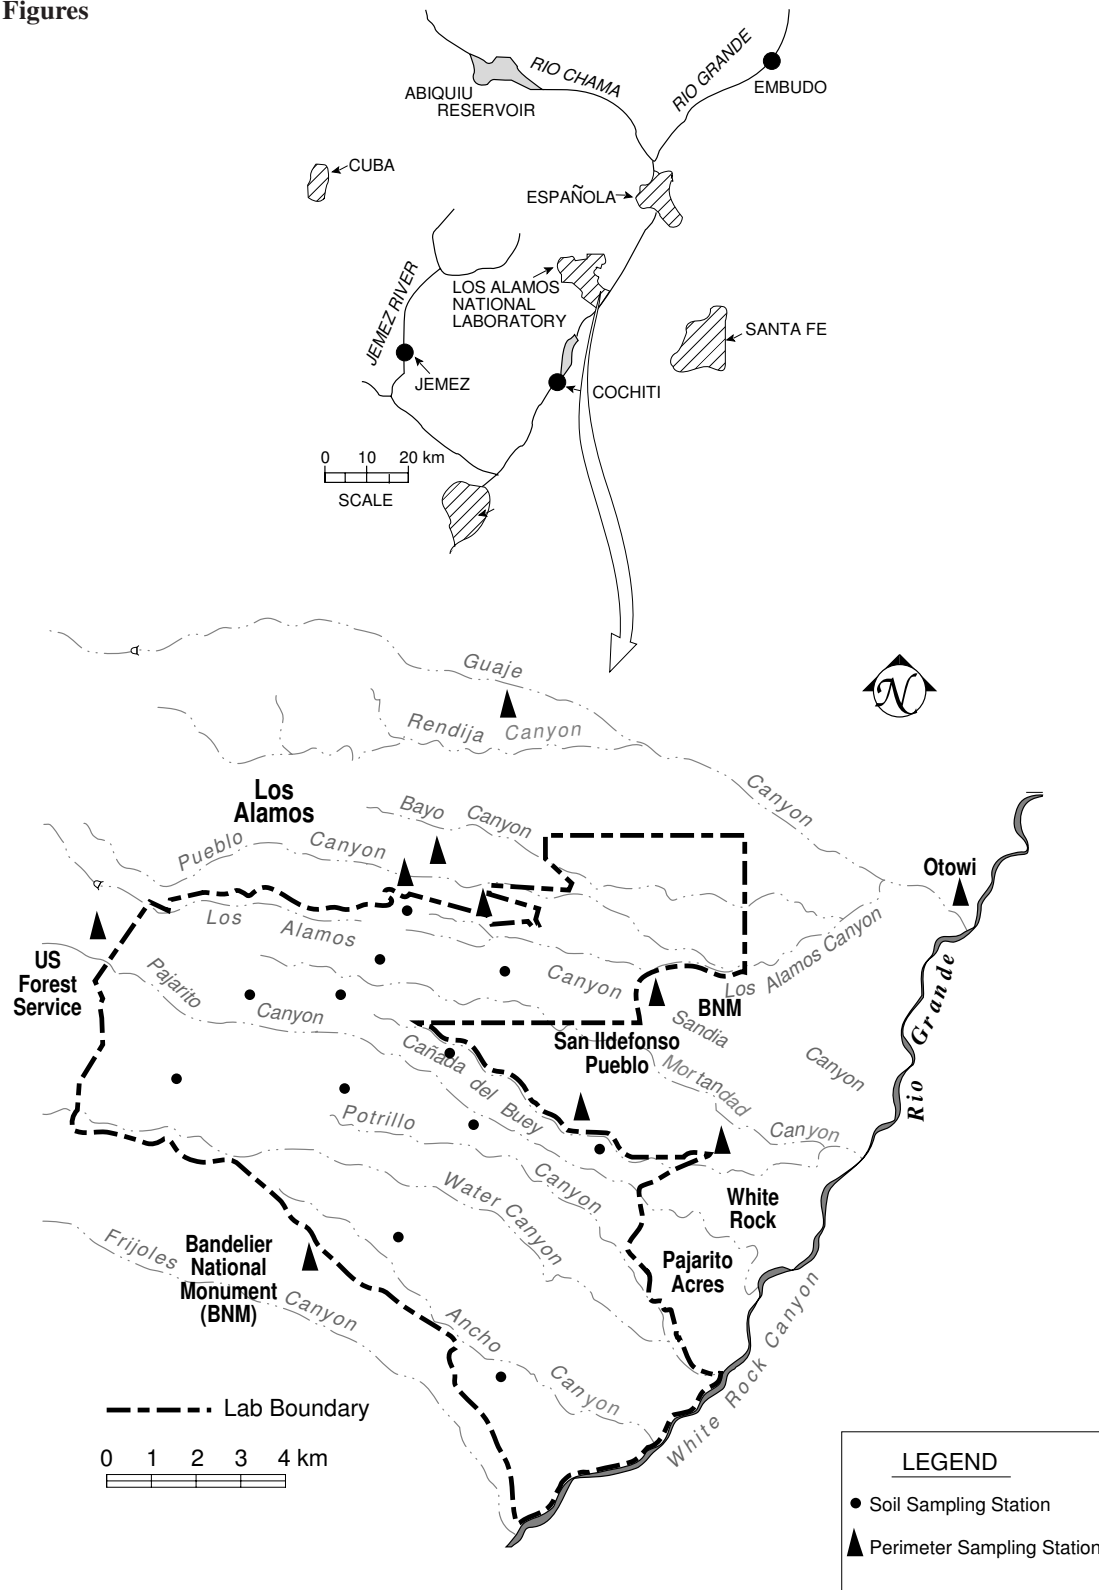 Figures
RIO CHAMA
RIO GRANDE
ABIQUIU
RESERVOIR
EMBUDO
CUBA
ESPAÑOLA
JEMEZ RIVER
LOS ALAMOS
NATIONAL
LABORATORY
SANTA FE
JEMEZ
COCHITI
0 10 20 km
SCALE
Guaje
N
Rendija Canyon
Canyon
Los
Alamos
Bayo Canyon
Pueblo Canyon
Otowi
Los Alamos
Los Alamos Canyon
US
Forest
Service
Pajarito
Canyon
Canyon
BNM
Sandia
Canyon
San Ildefonso
Pueblo
Rio Grande
Cañada del Buey
Mortandad
Canyon
Potrillo
Canyon
Water Canyon
White
Rock
Pajarito
Acres
Frijoles
Canyon
Bandelier
National
Monument
(BNM)
Ancho
Canyon
White Rock Canyon
Lab Boundary
0 1 2 3 4 km
LEGEND
Soil Sampling Station
Perimeter Sampling Station